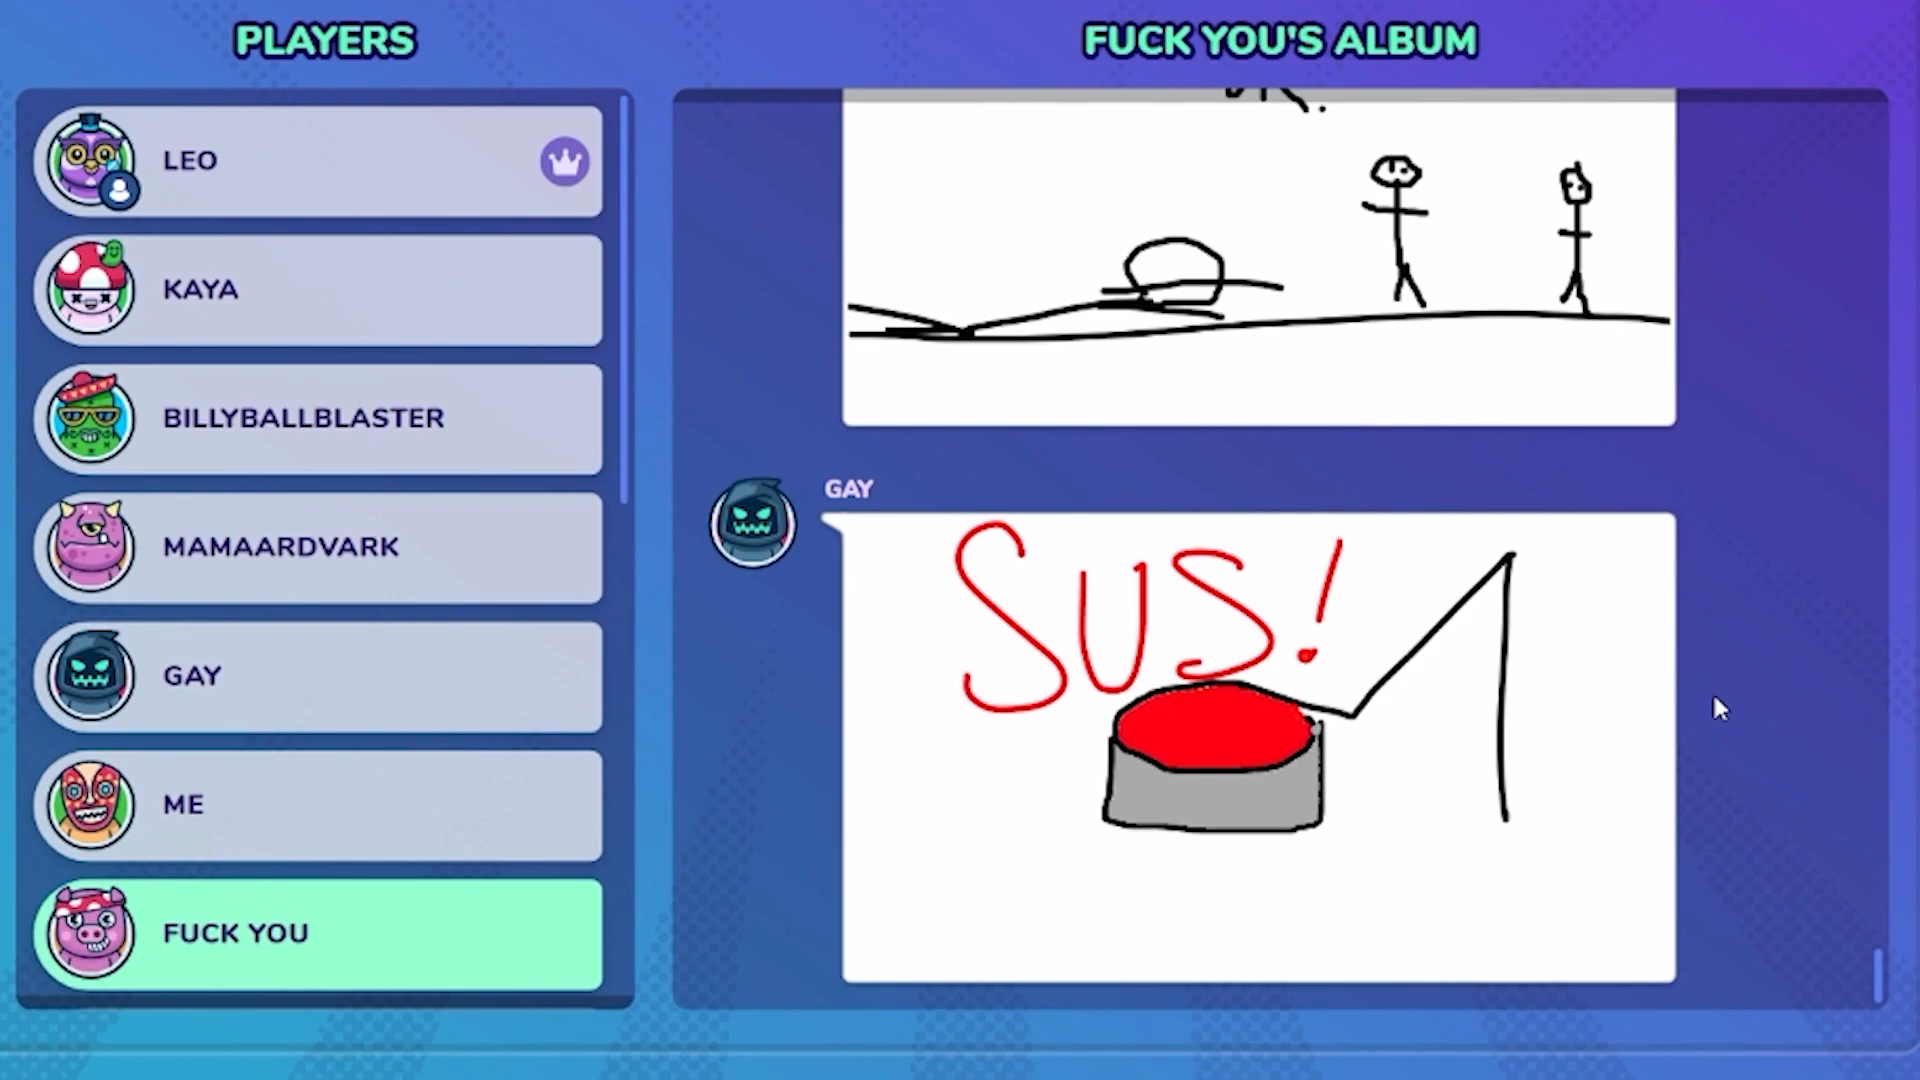 PLAYERS
LEO
KAYA
BILLYBALLBLASTER
MAMAARDVARK
GAY
ME
FUCK YOU
FUCK YOU'S ALBUM
GAY
SUS!